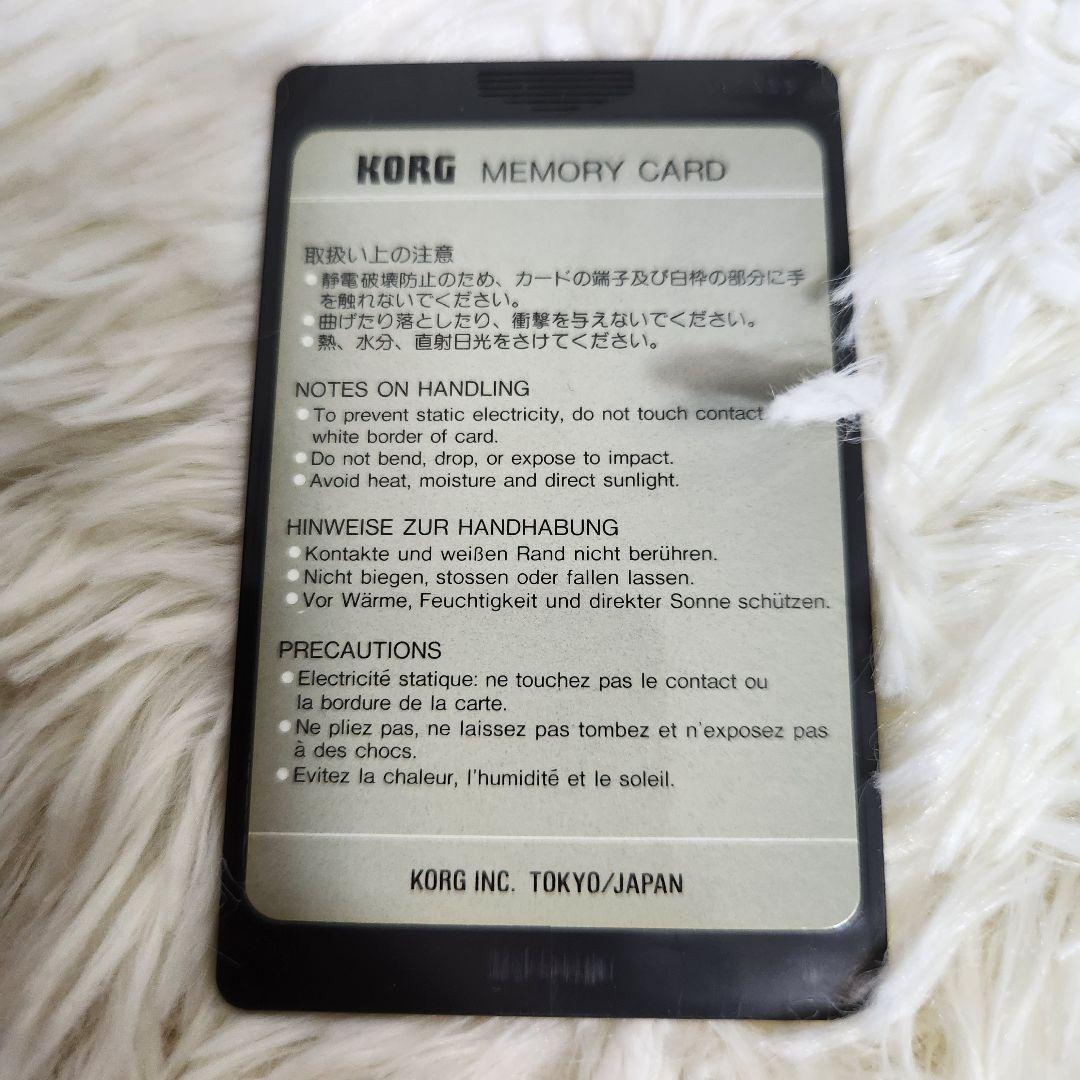 KORG MEMORY CARD
取扱い上の注意
●静電破壊防止のため、カードの端子及び白枠の部分に手
を触れないでください。
●曲げたり落としたり、衝撃を与えないでください。
●熱、水分、直射日光をさけてください。
NOTES ON HANDLING
●To prevent static electricity, do not touch contact
white border of card.
●Do not bend, drop, or expose to impact.
●Avoid heat, moisture and direct sunlight.
HINWEISE ZUR HANDHABUNG
●Kontakte und weißen Rand nicht berühren.
●Nicht biegen, stossen oder fallen lassen.
●Vor Wärme, Feuchtigkeit und direkter Sonne schützen.
PRECAUTIONS
●Electricité statique: ne touchez pas le contact ou
la bordure de la carte.
●Ne pliez pas, ne laissez pas tombez et n'exposez pas
à des chocs.
●Evitez la chaleur, l'humidité et le soleil.
KORG INC. TOKYO/JAPAN